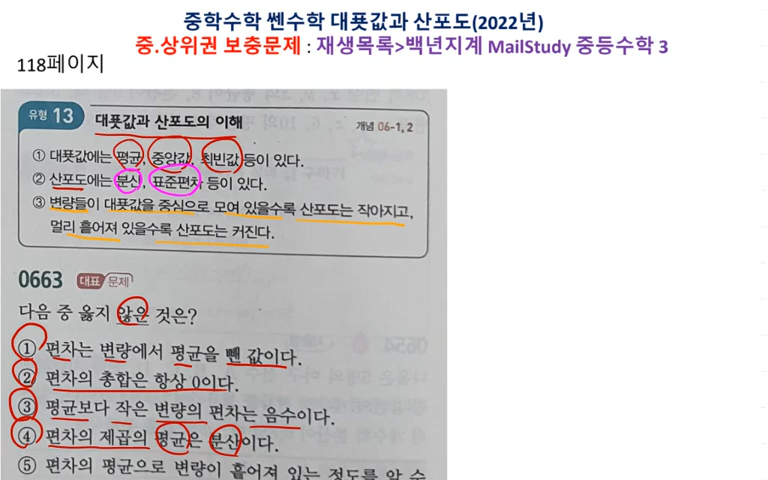 중학수학 쎈수학 대푯값과 산포도(2022년)
중.상위권 보충문제 : 재생목록>백년지계 MailStudy 중등수학 3
118페이지
유형 13 대푯값과 산포도의 이해 개념 06-1, 2
① 대푯값에는 평균, 중앙값, 최빈값 등이 있다.
② 산포도에는 분산, 표준편차 등이 있다.
③ 변량들이 대푯값을 중심으로 모여 있을수록 산포도는 작아지고,
멀리 흩어져 있을수록 산포도는 커진다.
0663 대표 문제
다음 중 옳지 않은 것은?
① 편차는 변량에서 평균을 뺀 값이다.
② 편차의 총합은 항상 0이다.
③ 평균보다 작은 변량의 편차는 음수이다.
④ 편차의 제곱의 평균은 분산이다.
⑤ 편차의 평균으로 변량이 흩어져 있는 정도를 알 수